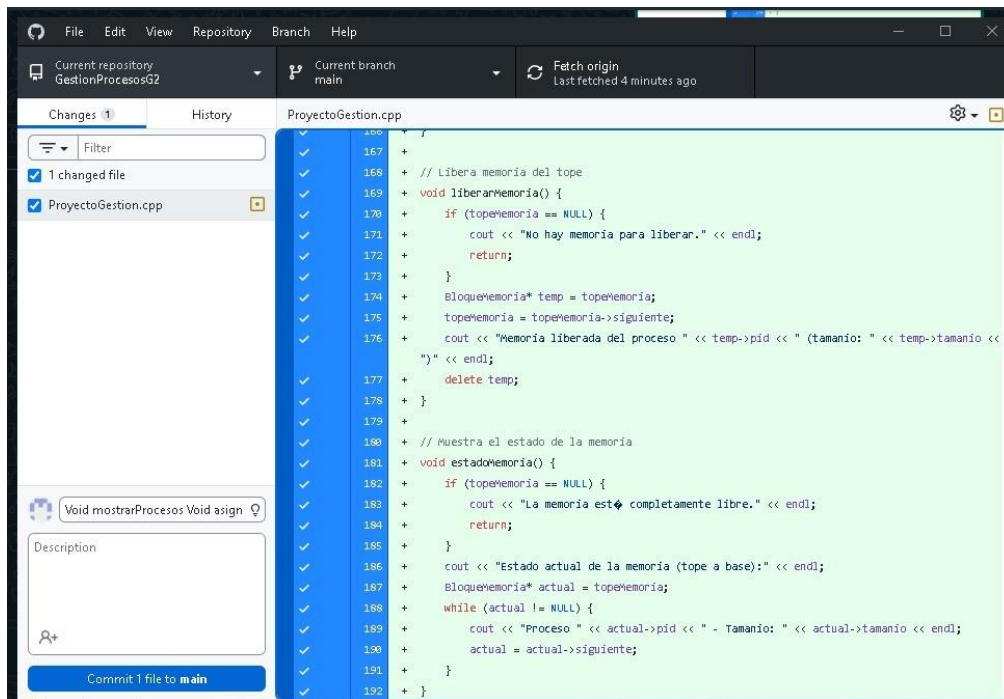 File Edit View Repository Branch Help
Current repository
GestionProcesosG2
Current branch
main
Fetch origin
Last fetched 4 minutes ago
Changes 1 History
ProyectoGestion.cpp
Filter
1 changed file
ProyectoGestion.cpp
166 + }
167 +
168 + // Libera memoria del tope
169 + void liberarMemoria() {
170 + if (topeMemoria == NULL) {
171 + cout << "No hay memoria para liberar." << endl;
172 + return;
173 + }
174 + BloqueMemoria* temp = topeMemoria;
175 + topeMemoria = topeMemoria->siguiente;
176 + cout << "Memoria liberada del proceso " << temp->pid << " (tamanio: " << temp->tamanio <<
")" << endl;
177 + delete temp;
178 + }
179 +
180 + // Muestra el estado de la memoria
181 + void estadoMemoria() {
182 + if (topeMemoria == NULL) {
183 + cout << "La memoria est� completamente libre." << endl;
184 + return;
185 + }
186 + cout << "Estado actual de la memoria (tope a base):" << endl;
187 + BloqueMemoria* actual = topeMemoria;
188 + while (actual != NULL) {
189 + cout << "Proceso " << actual->pid << " - Tamanio: " << actual->tamanio << endl;
190 + actual = actual->siguiente;
191 + }
192 + }
Void mostrarProcesos Void asign
Description
Commit 1 file to main